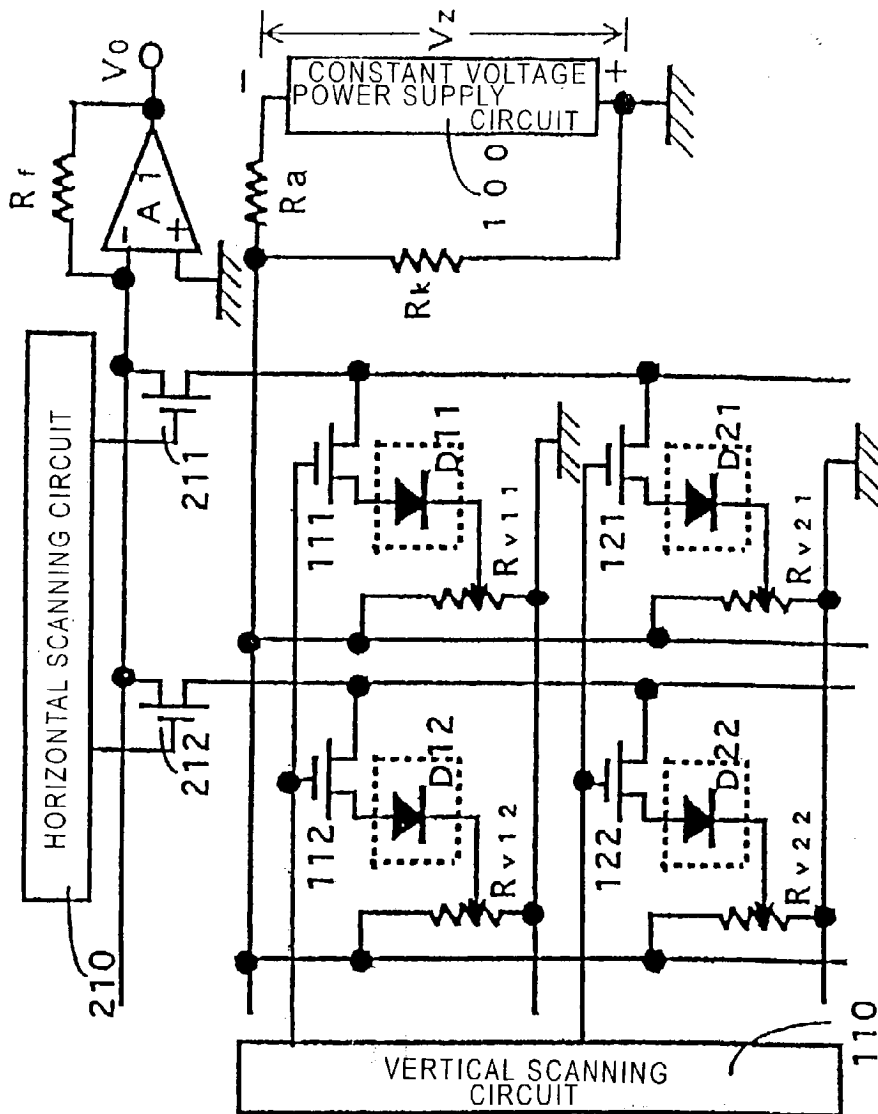 Rf
Vo
A1
-
+
HORIZONTAL SCANNING CIRCUIT
210
211
212
Ra
Rk
-
CONSTANT VOLTAGE
POWER SUPPLY
CIRCUIT
+
Vz
100
111
D11
Rv11
112
D12
Rv12
121
D21
Rv21
122
D22
Rv22
VERTICAL SCANNING
CIRCUIT
110